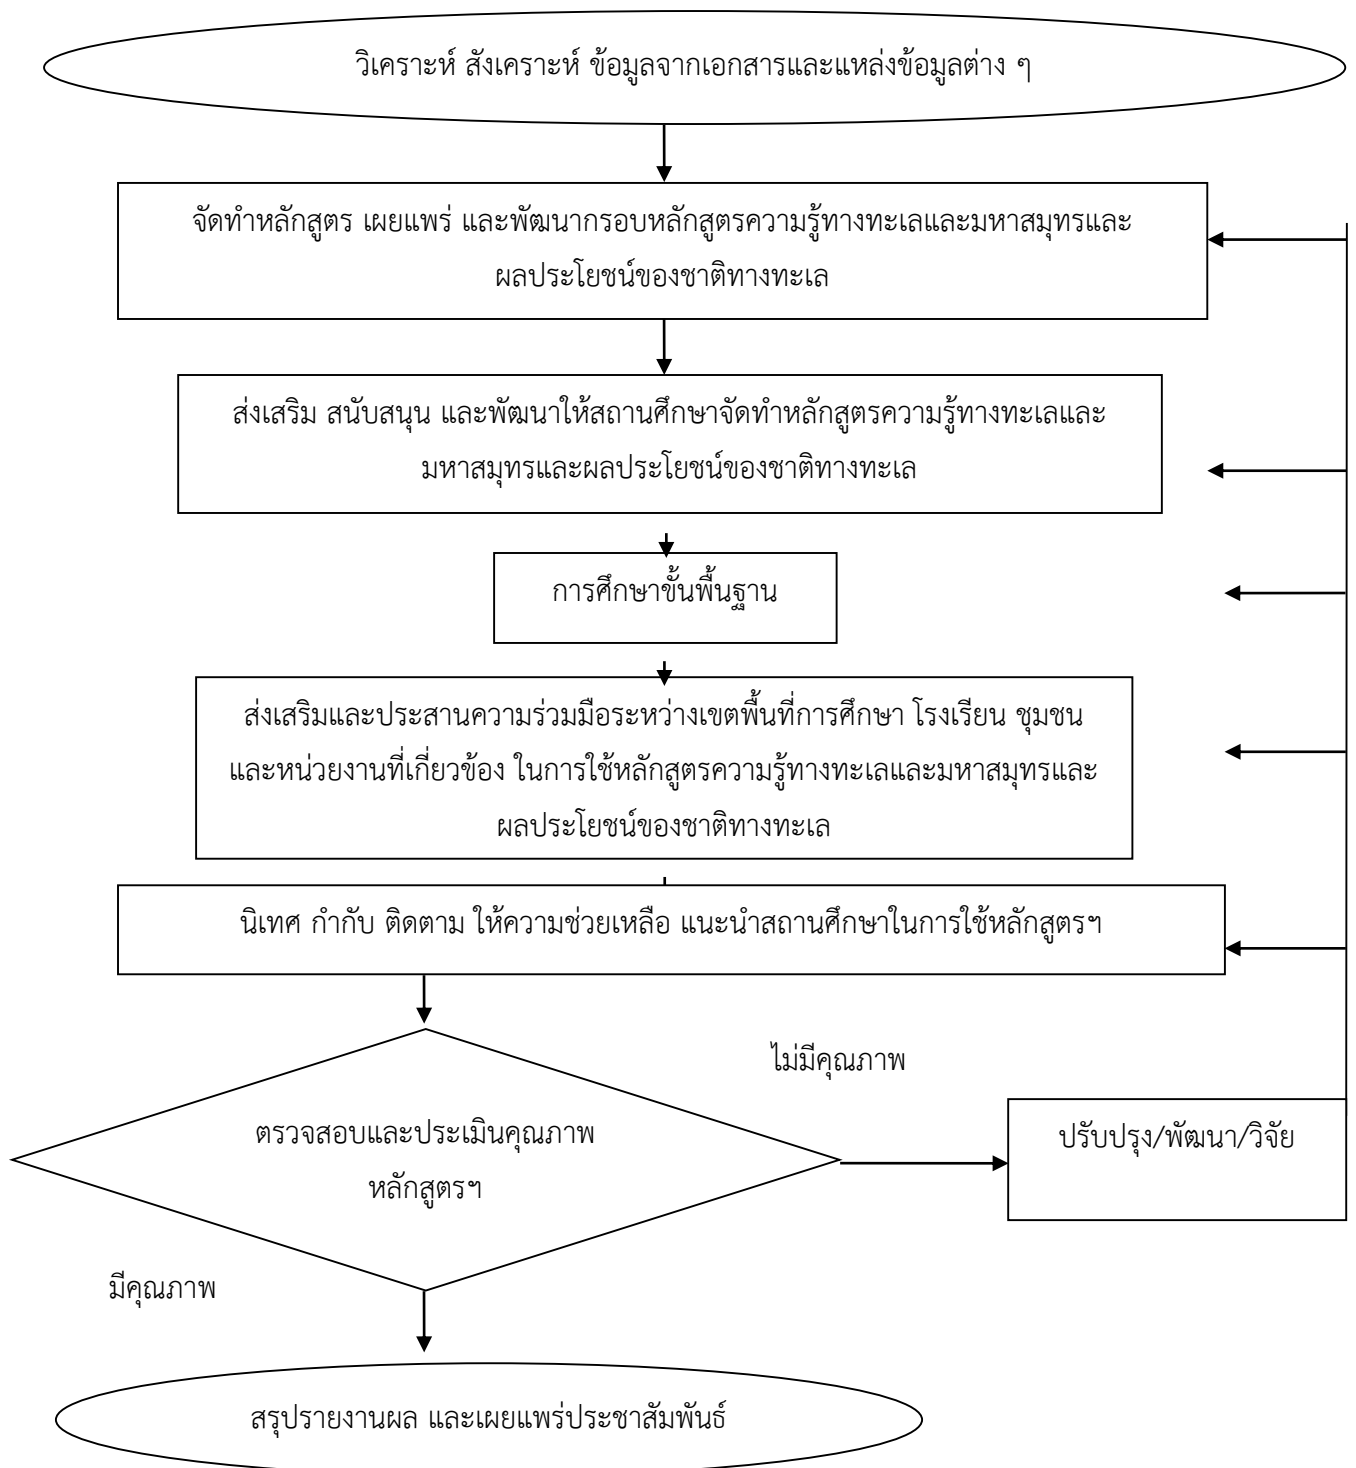 วิเคราะห์ สังเคราะห์ ข้อมูลจากเอกสารและแหล่งข้อมูลต่าง ๆ
จัดทำหลักสูตร เผยแพร่ และพัฒนากรอบหลักสูตรความรู้ทางทะเลและมหาสมุทรและ
ผลประโยชน์ของชาติทางทะเล
ส่งเสริม สนับสนุน และพัฒนาให้สถานศึกษาจัดทำหลักสูตรความรู้ทางทะเลและ
มหาสมุทรและผลประโยชน์ของชาติทางทะเล
การศึกษาขั้นพื้นฐาน
ส่งเสริมและประสานความร่วมมือระหว่างเขตพื้นที่การศึกษา โรงเรียน ชุมชน
และหน่วยงานที่เกี่ยวข้อง ในการใช้หลักสูตรความรู้ทางทะเลและมหาสมุทรและ
ผลประโยชน์ของชาติทางทะเล
นิเทศ กำกับ ติดตาม ให้ความช่วยเหลือ แนะนำสถานศึกษาในการใช้หลักสูตรฯ
ไม่มีคุณภาพ
ตรวจสอบและประเมินคุณภาพ
หลักสูตรฯ
ปรับปรุง/พัฒนา/วิจัย
มีคุณภาพ
สรุปรายงานผล และเผยแพร่ประชาสัมพันธ์